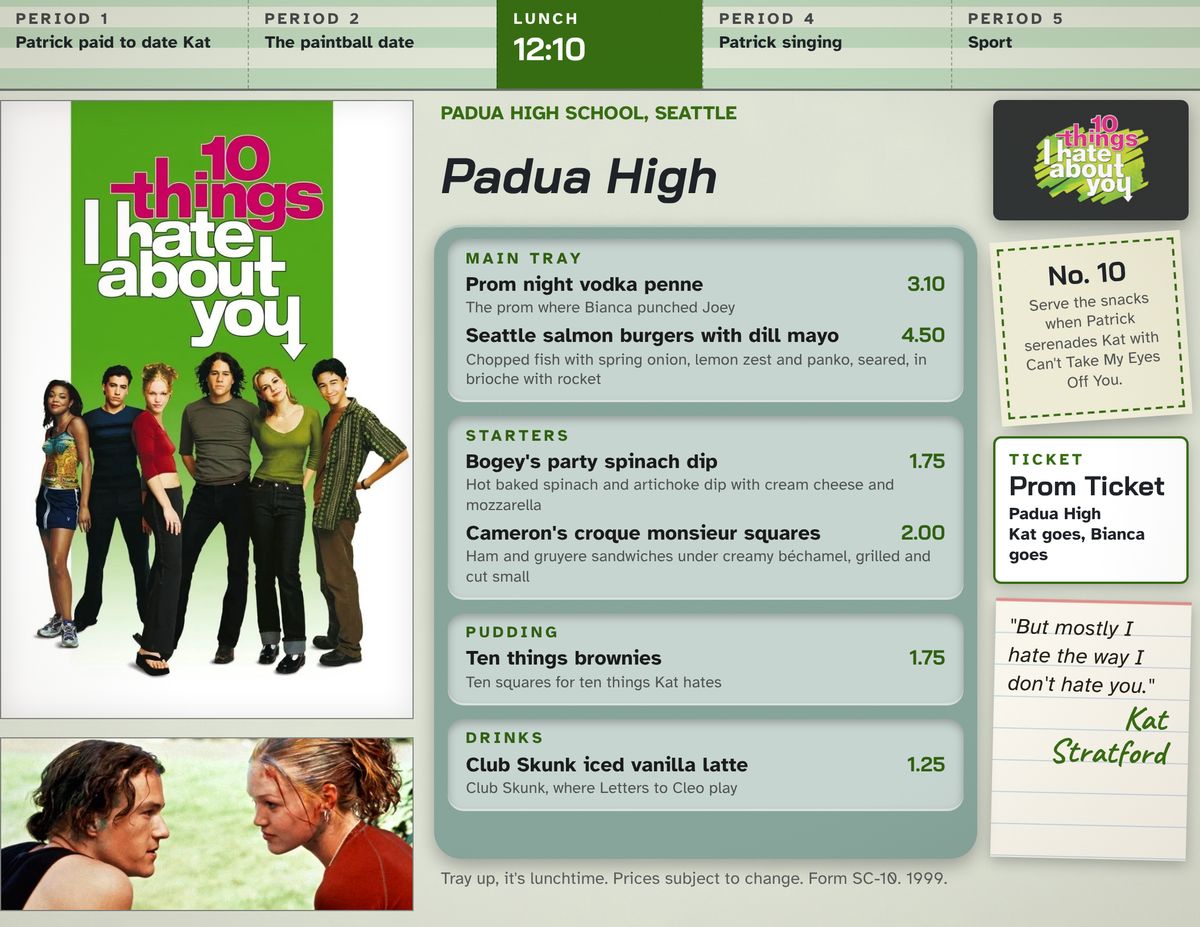 PERIOD 1
Patrick paid to date Kat
PERIOD 2
The paintball date
LUNCH
12:10
PERIOD 4
Patrick singing
PERIOD 5
Sport
10
things
I hate
about
you
PADUA HIGH SCHOOL, SEATTLE
Padua High
MAIN TRAY
Prom night vodka penne 3.10
The prom where Bianca punched Joey
Seattle salmon burgers with dill mayo 4.50
Chopped fish with spring onion, lemon zest and panko, seared, in
brioche with rocket
STARTERS
Bogey's party spinach dip 1.75
Hot baked spinach and artichoke dip with cream cheese and
mozzarella
Cameron's croque monsieur squares 2.00
Ham and gruyere sandwiches under creamy béchamel, grilled and
cut small
PUDDING
Ten things brownies 1.75
Ten squares for ten things Kat hates
DRINKS
Club Skunk iced vanilla latte 1.25
Club Skunk, where Letters to Cleo play
Tray up, it's lunchtime. Prices subject to change. Form SC-10. 1999.
10
things
I hate
about
you
No. 10
Serve the snacks
when Patrick
serenades Kat with
Can't Take My Eyes
Off You.
TICKET
Prom Ticket
Padua High
Kat goes, Bianca
goes
"But mostly I
hate the way I
don't hate you."
Kat
Stratford